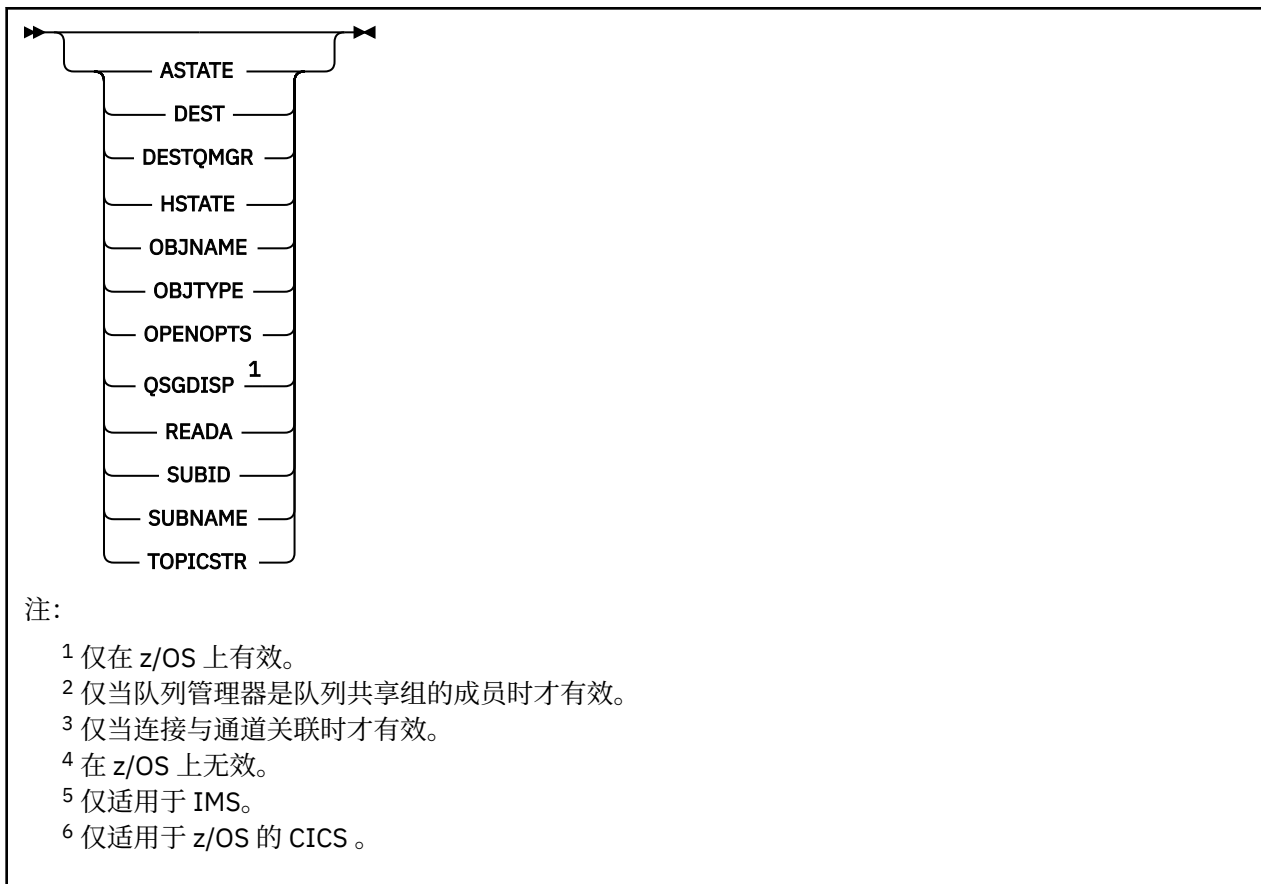 ASTATE
DEST
DESTQMGR
HSTATE
OBJNAME
OBJTYPE
OPENOPTS
QSGDISP 1
READA
SUBID
SUBNAME
TOPICSTR
注：
1 仅在 z/OS 上有效。
2 仅当队列管理器是队列共享组的成员时才有效。
3 仅当连接与通道关联时才有效。
4 在 z/OS 上无效。
5 仅适用于 IMS。
6 仅适用于 z/OS 的 CICS 。